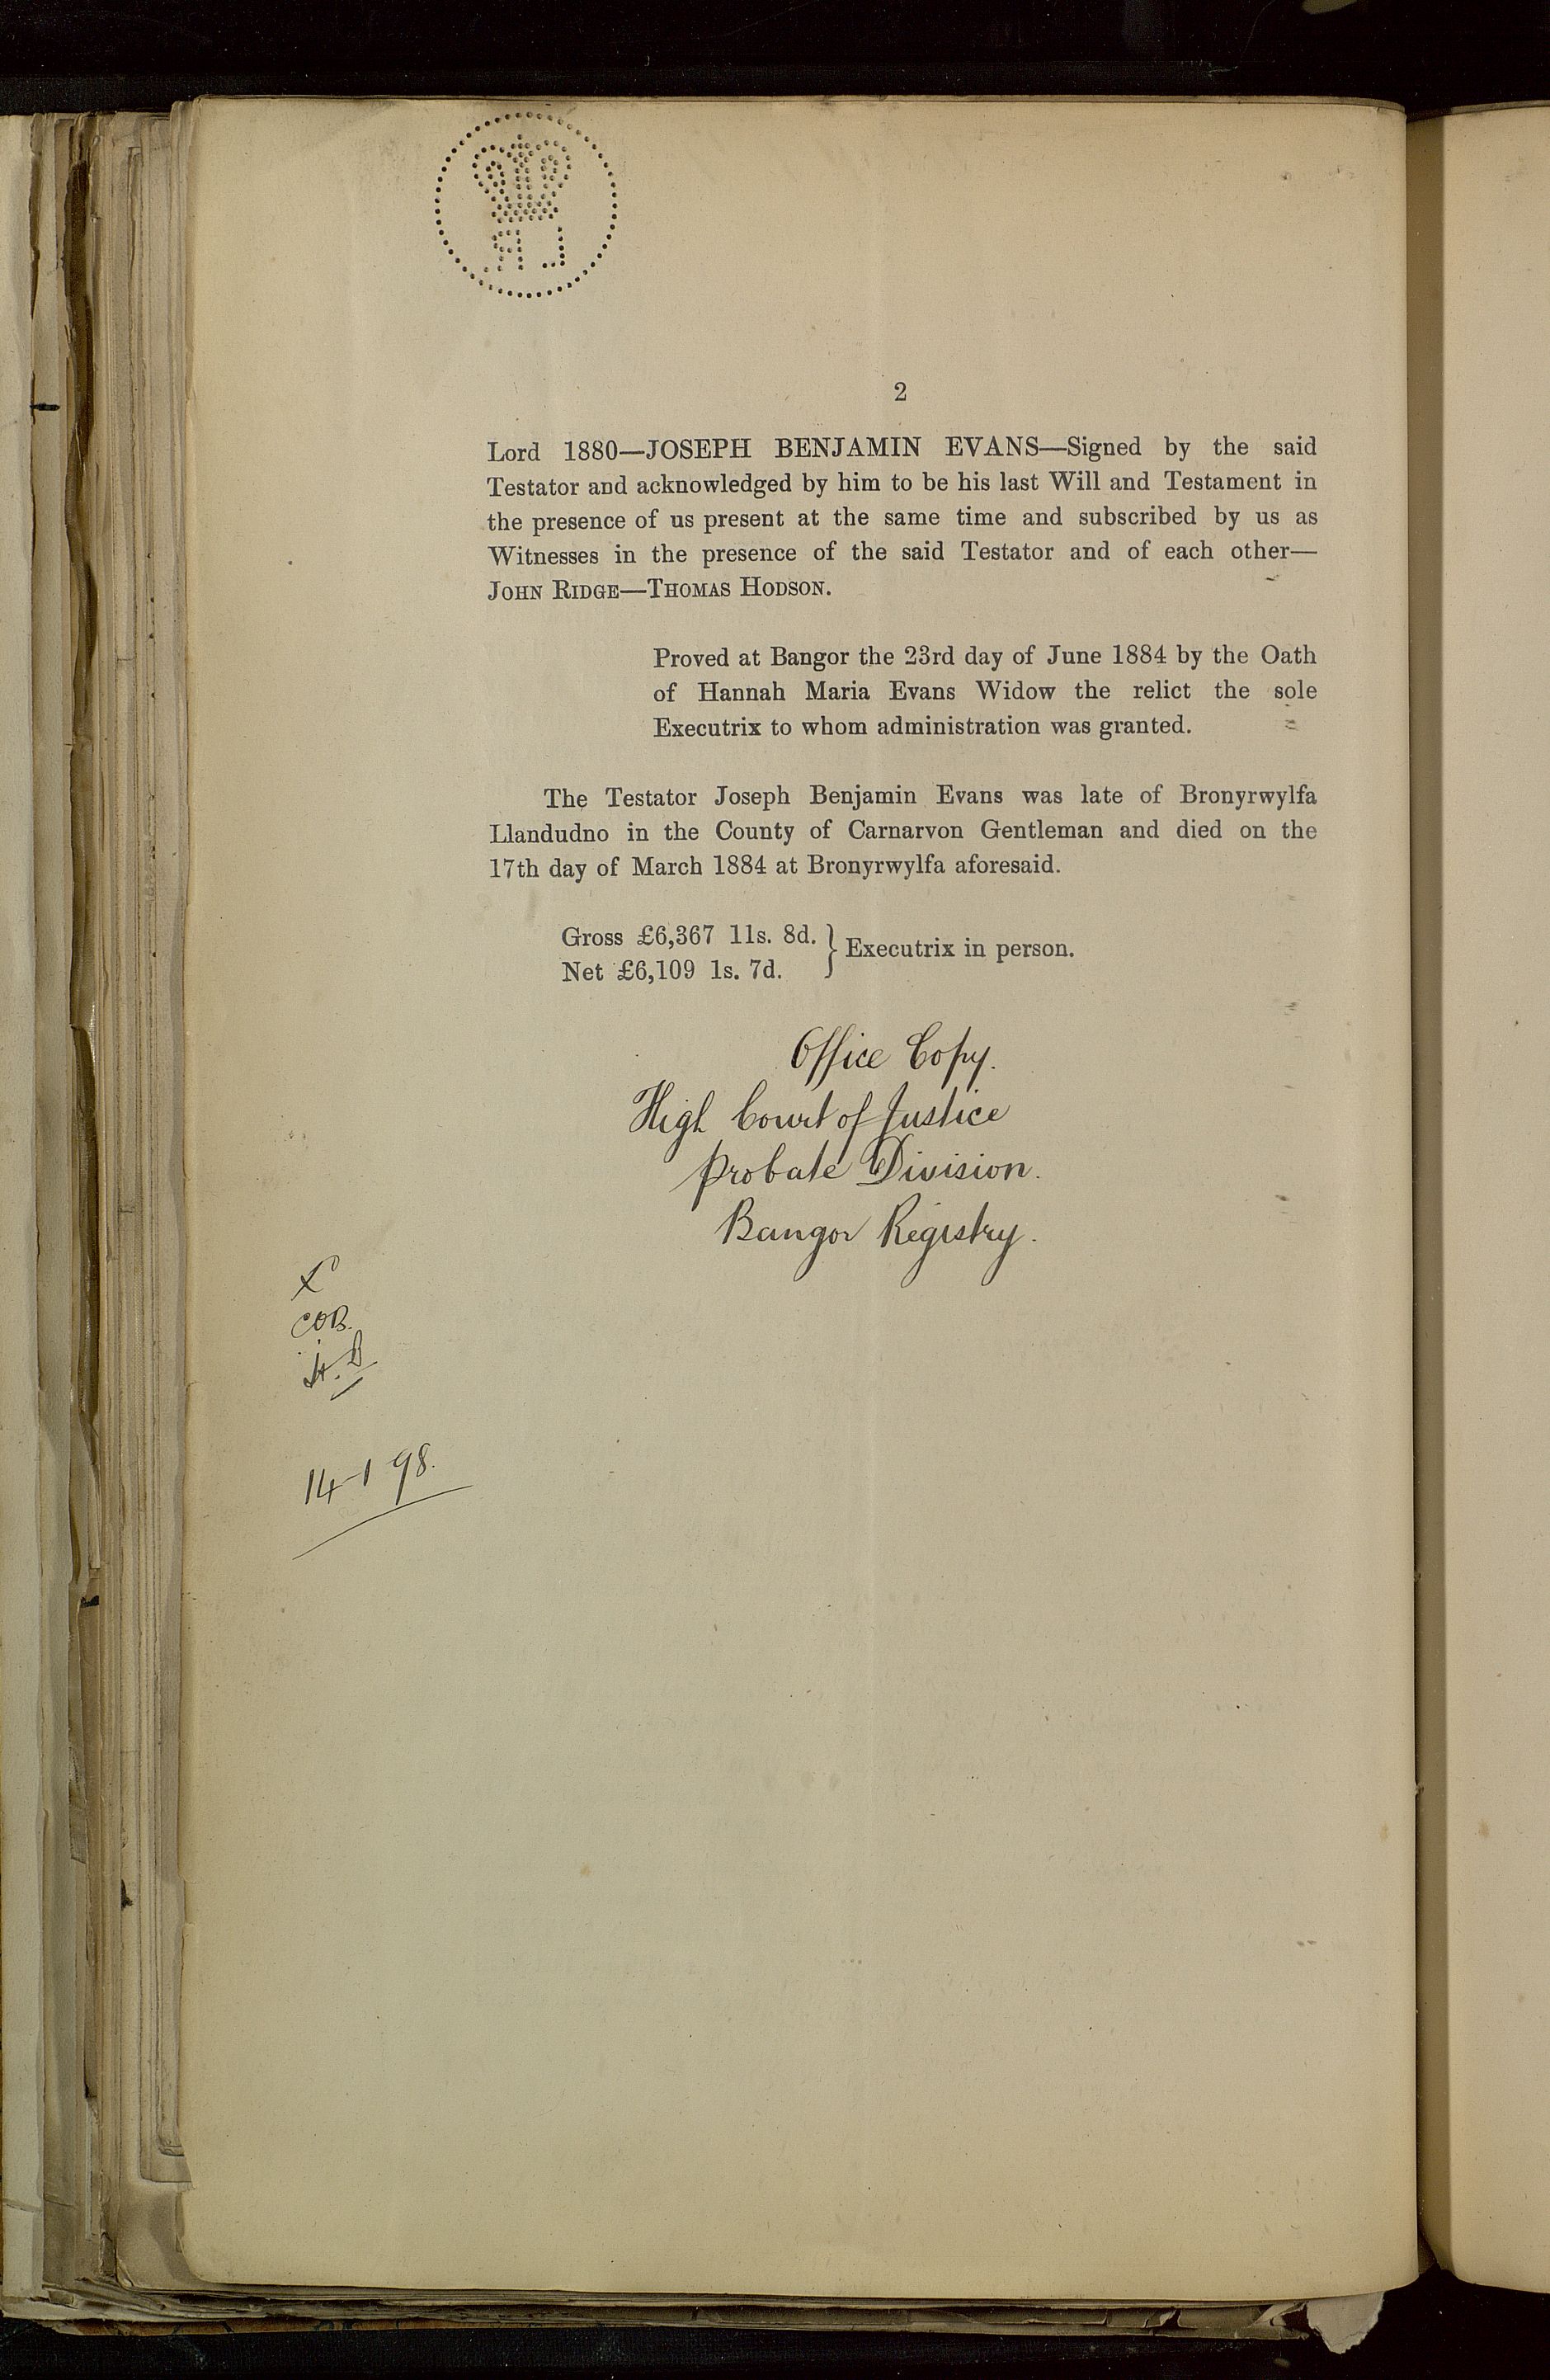 2
Lord 1880—JOSEPH BENJAMIN EVANS—Signed by the said
Testator and acknowledged by him to be his last Will and Testament in
the presence of us present at the same time and subscribed by us as
Witnesses in the presence of the said Testator and of each other—
JOHN RIDGE—THOMAS HODSON.
Proved at Bangor the 23rd day of June 1884 by the Oath
of Hannah Maria Evans Widow the relict the sole
Executrix to whom administration was granted.
The Testator Joseph Benjamin Evans was late of Bronyrwylfa
Llandudno in the County of Carnarvon Gentleman and died on the
17th day of March 1884 at Bronyrwylfa aforesaid.
Gross £6,367 11s. 8d. } Executrix in person.
Net £6,109 1s. 7d.
Office Copy.
High Court of Justice
Probate Division.
Bangor Registry.
COB.
14-1 98.